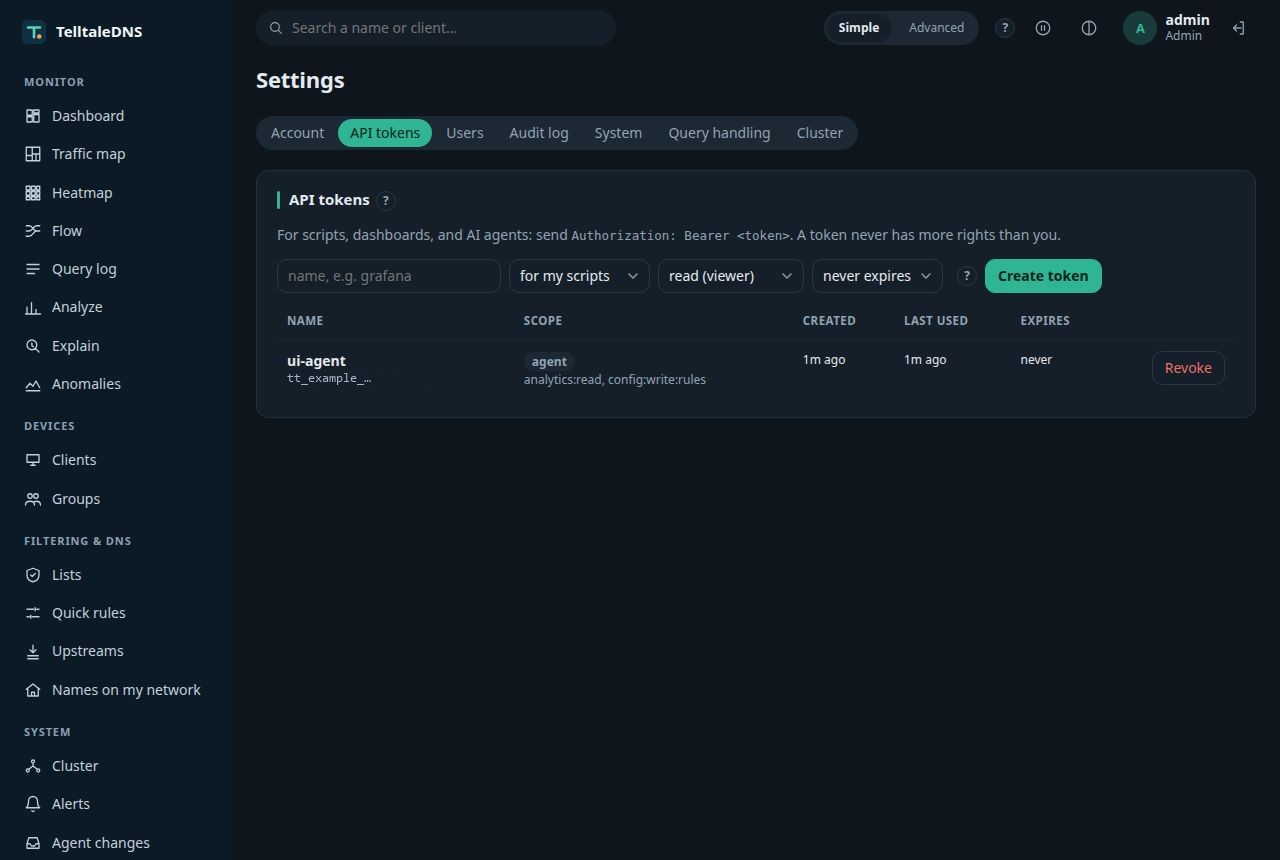 TelltaleDNS
Search a name or client...
Simple
Advanced
?
A
admin
Admin
MONITOR
Dashboard
Traffic map
Heatmap
Flow
Query log
Analyze
Explain
Anomalies
DEVICES
Clients
Groups
FILTERING & DNS
Lists
Quick rules
Upstreams
Names on my network
SYSTEM
Cluster
Alerts
Agent changes
Settings
Account
API tokens
Users
Audit log
System
Query handling
Cluster
API tokens ?
For scripts, dashboards, and AI agents: send Authorization: Bearer <token>. A token never has more rights than you.
name, e.g. grafana
for my scripts
read (viewer)
never expires
?
Create token
NAME SCOPE CREATED LAST USED EXPIRES
ui-agent agent 1m ago 1m ago never Revoke
tt_example_… analytics:read, config:write:rules